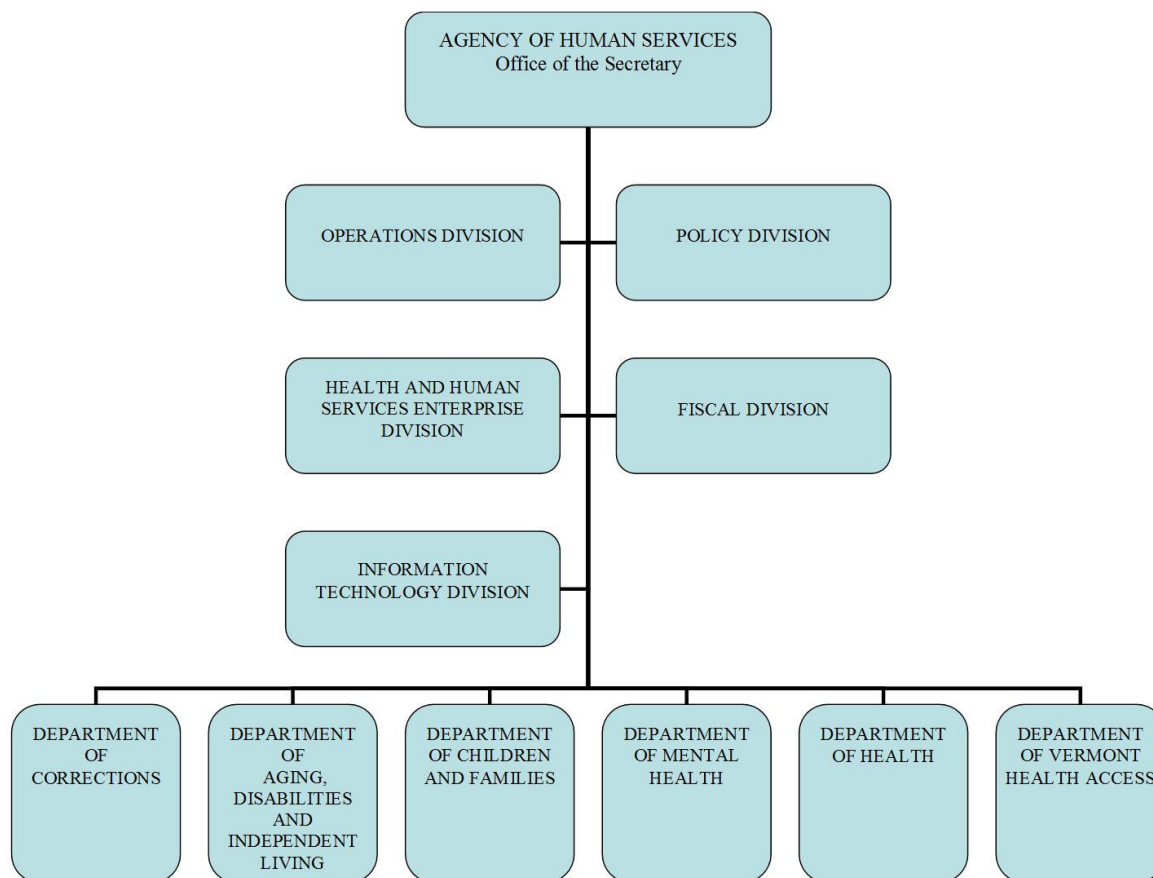 AGENCY OF HUMAN SERVICES
Office of the Secretary
OPERATIONS DIVISION
POLICY DIVISION
HEALTH AND HUMAN
SERVICES ENTERPRISE
DIVISION
FISCAL DIVISION
INFORMATION
TECHNOLOGY DIVISION
DEPARTMENT
OF
CORRECTIONS
DEPARTMENT
OF
AGING,
DISABILITIES
AND
INDEPENDENT
LIVING
DEPARTMENT
OF CHILDREN
AND FAMILIES
DEPARTMENT
OF MENTAL
HEALTH
DEPARTMENT
OF HEALTH
DEPARTMENT
OF VERMONT
HEALTH ACCESS